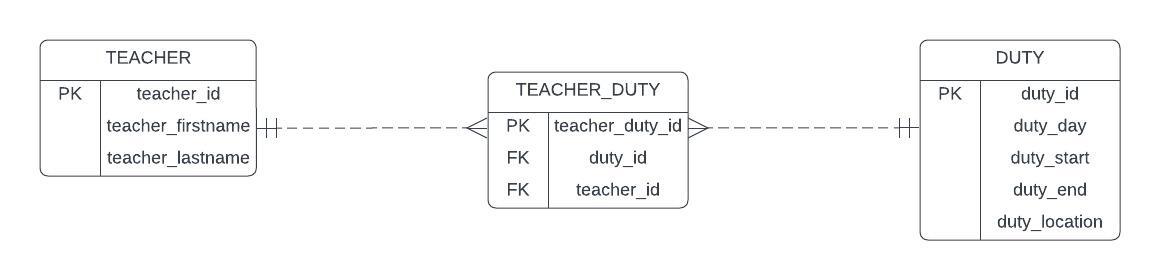 TEACHER
PK teacher_id
teacher_firstname
teacher_lastname
TEACHER_DUTY
PK teacher_duty_id
FK duty_id
FK teacher_id
DUTY
PK duty_id
duty_day
duty_start
duty_end
duty_location